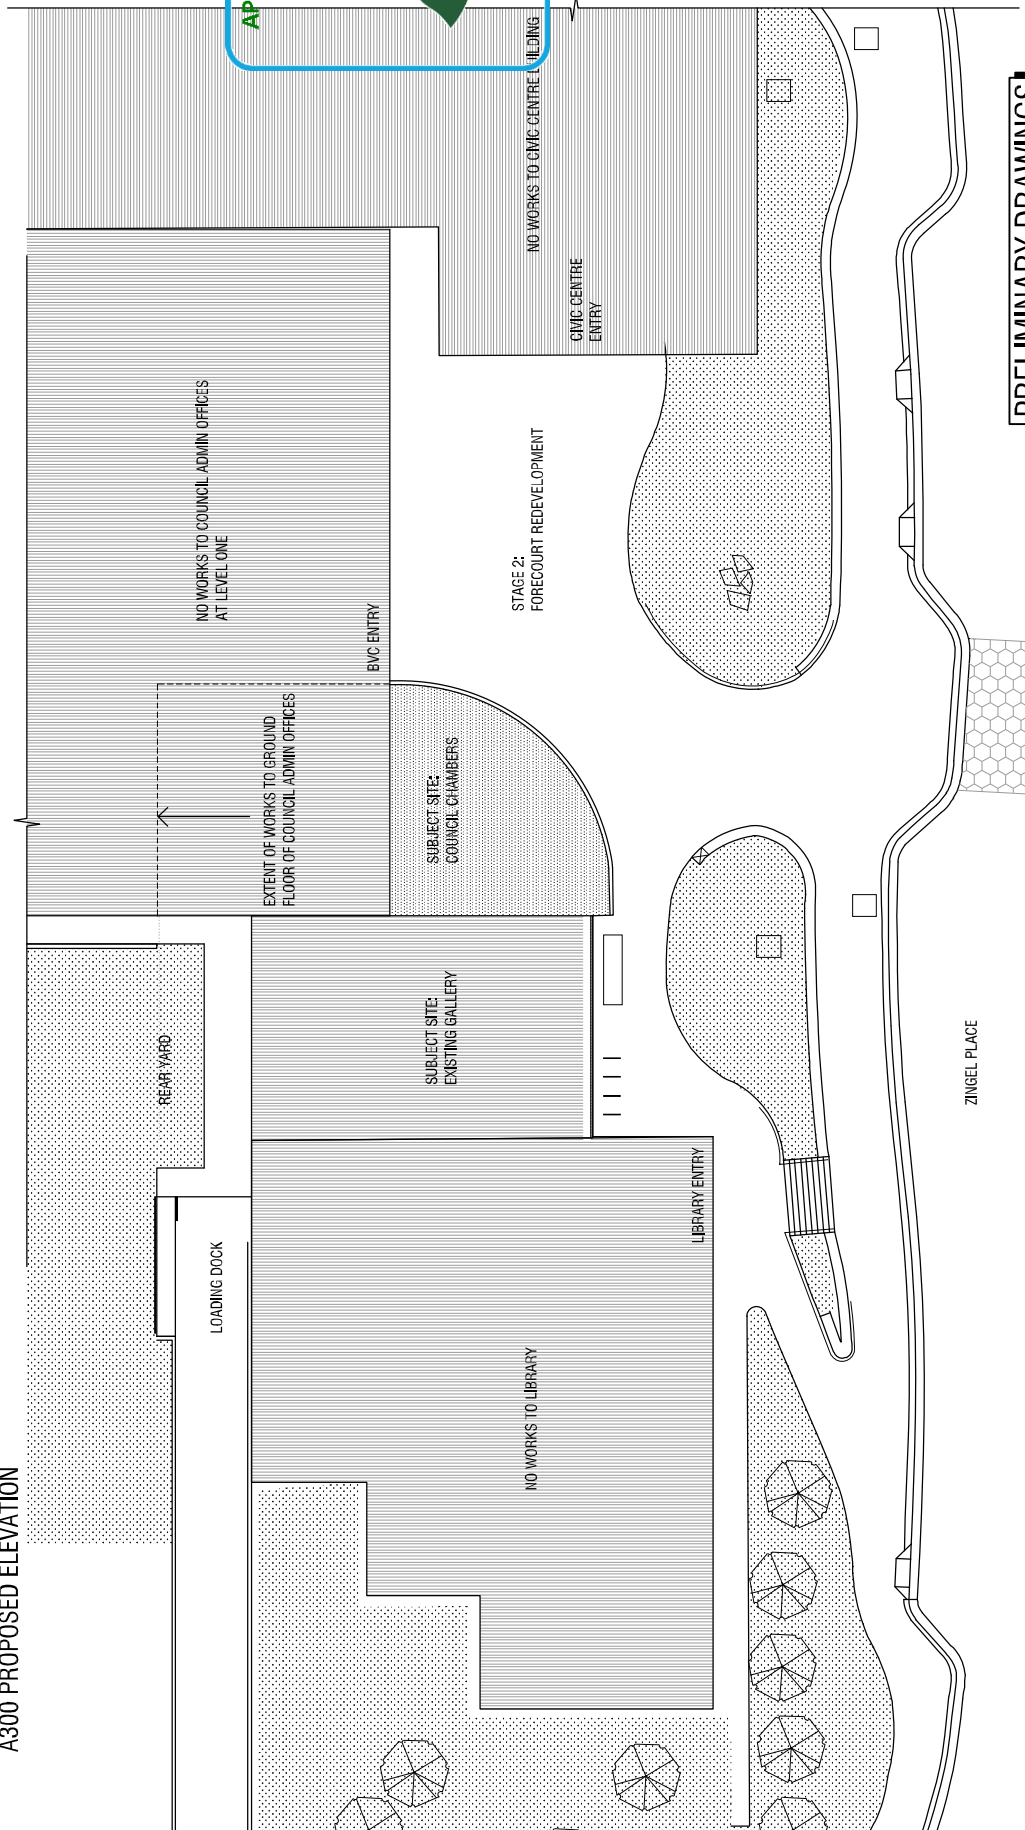 A300 PROPOSED ELEVATION
NO WORKS TO COUNCIL ADMIN OFFICES
AT LEVEL ONE
EXTENT OF WORKS TO GROUND
FLOOR OF COUNCIL ADMIN OFFICES
BVC ENTRY
REAR YARD
LOADING DOCK
SUBJECT SITE:
EXISTING GALLERY
SUBJECT SITE:
COUNCIL CHAMBERS
NO WORKS TO LIBRARY
LIBRARY ENTRY
STAGE 2:
FORECOURT REDEVELOPMENT
NO WORKS TO CIVIC CENTRE BUILDING
CIVIC CENTRE
ENTRY
ZINGEL PLACE
PRELIMINARY DRAWINGS